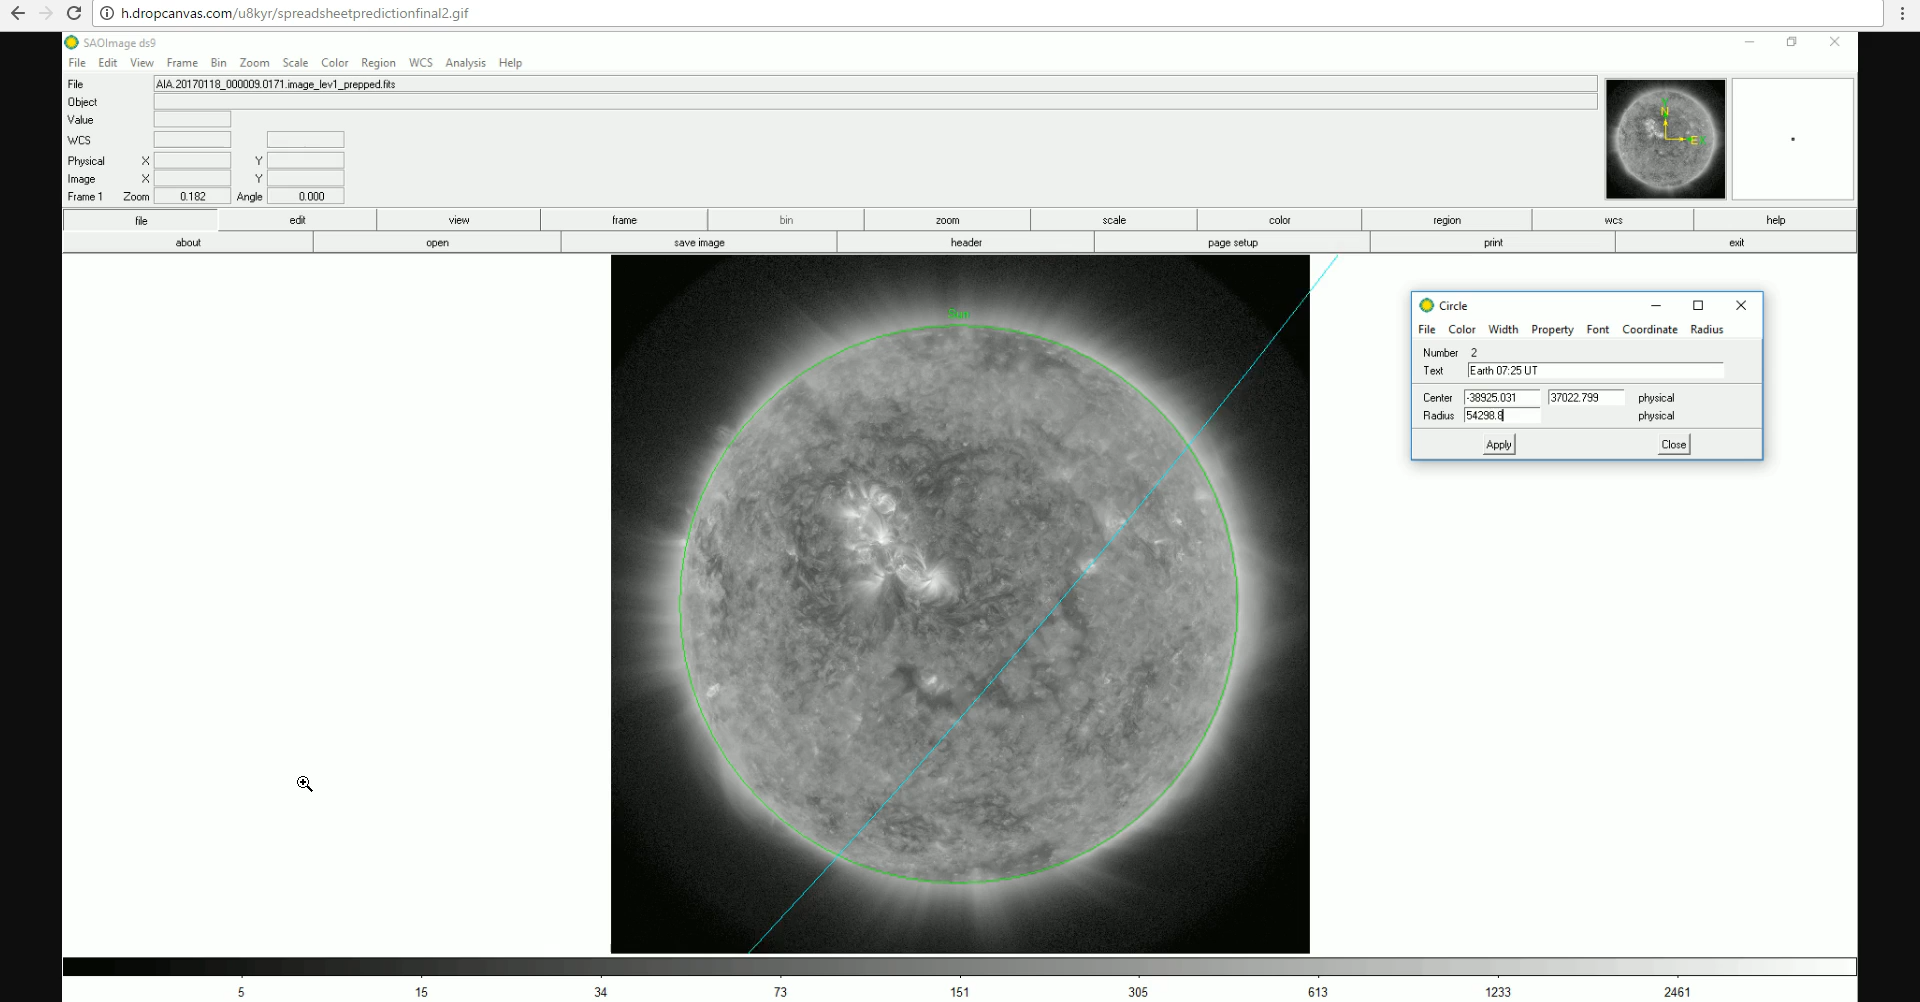 h.dropcanvas.com/u8kyr/spreadsheetpredictionfinal2.gif
SAOImage ds9
File Edit View Frame Bin Zoom Scale Color Region WCS Analysis Help
File AIA.20170118_000009.0171.image_lev1_prepped.fits
Object
Value
WCS
Physical X Y
Image X Y
Frame 1 Zoom 0.182 Angle 0.000
N
E
file edit view frame bin zoom scale color region wcs help
about open save image header page setup print exit
Sun
Circle
File Color Width Property Font Coordinate Radius
Number 2
Text Earth 07:25 UT
Center -38925.031 37022.799 physical
Radius 54298.8 physical
Apply Close
5 15 34 73 151 305 613 1233 2461